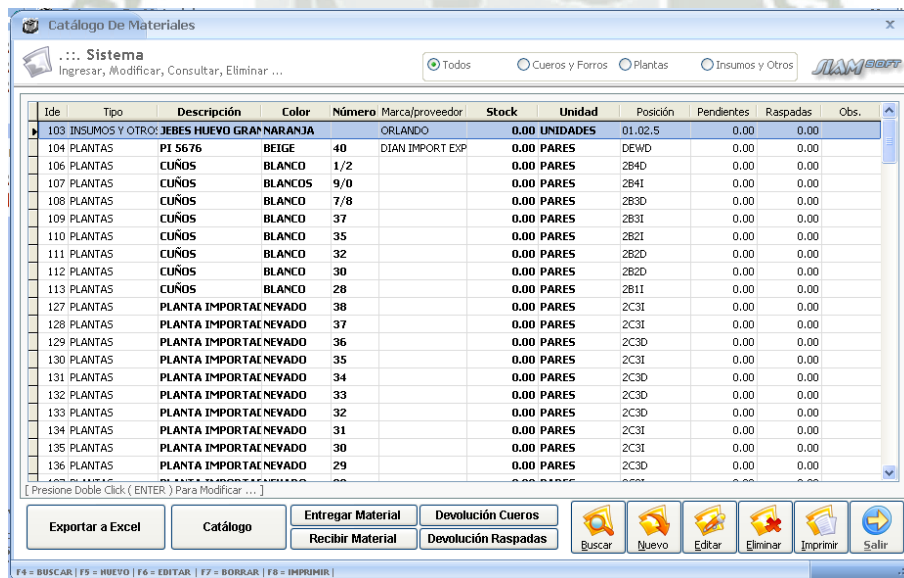 Catálogo De Materiales
.::. Sistema
Ingresar, Modificar, Consultar, Eliminar ...
Todos Cueros y Forros Plantas Insumos y Otros
SIAMSOFT
Ide Tipo Descripción Color Número Marca/proveedor Stock Unidad Posición Pendientes Raspadas Obs.
103 INSUMOS Y OTRO: JEBES HUEVO GRAN NARANJA ORLANDO 0.00 UNIDADES 01.02.5 0.00 0.00
104 PLANTAS PI 5676 BEIGE 40 DIAN IMPORT EXP 0.00 PARES DEWD 0.00 0.00
106 PLANTAS CUÑOS BLANCO 1/2 0.00 PARES 2B4D 0.00 0.00
107 PLANTAS CUÑOS BLANCOS 9/0 0.00 PARES 2B4I 0.00 0.00
108 PLANTAS CUÑOS BLANCO 7/8 0.00 PARES 2B3D 0.00 0.00
109 PLANTAS CUÑOS BLANCO 37 0.00 PARES 2B3I 0.00 0.00
110 PLANTAS CUÑOS BLANCO 35 0.00 PARES 2B2I 0.00 0.00
111 PLANTAS CUÑOS BLANCO 32 0.00 PARES 2B2D 0.00 0.00
112 PLANTAS CUÑOS BLANCO 30 0.00 PARES 2B2D 0.00 0.00
113 PLANTAS CUÑOS BLANCO 28 0.00 PARES 2B1I 0.00 0.00
127 PLANTAS PLANTA IMPORTAD NEVADO 38 0.00 PARES 2C3I 0.00 0.00
128 PLANTAS PLANTA IMPORTAD NEVADO 37 0.00 PARES 2C3I 0.00 0.00
129 PLANTAS PLANTA IMPORTAD NEVADO 36 0.00 PARES 2C3D 0.00 0.00
130 PLANTAS PLANTA IMPORTAD NEVADO 35 0.00 PARES 2C3I 0.00 0.00
131 PLANTAS PLANTA IMPORTAD NEVADO 34 0.00 PARES 2C3D 0.00 0.00
132 PLANTAS PLANTA IMPORTAD NEVADO 33 0.00 PARES 2C3D 0.00 0.00
133 PLANTAS PLANTA IMPORTAD NEVADO 32 0.00 PARES 2C3D 0.00 0.00
134 PLANTAS PLANTA IMPORTAD NEVADO 31 0.00 PARES 2C3I 0.00 0.00
135 PLANTAS PLANTA IMPORTAD NEVADO 30 0.00 PARES 2C3I 0.00 0.00
136 PLANTAS PLANTA IMPORTAD NEVADO 29 0.00 PARES 2C3D 0.00 0.00
[ Presione Doble Click ( ENTER ) Para Modificar ... ]
Exportar a Excel Catálogo Entregar Material Devolución Cueros
Recibir Material Devolución Raspadas
Buscar Nuevo Editar Eliminar Imprimir Salir
F4 = BUSCAR | F5 = NUEVO | F6 = EDITAR | F7 = BORRAR | F8 = IMPRIMIR |